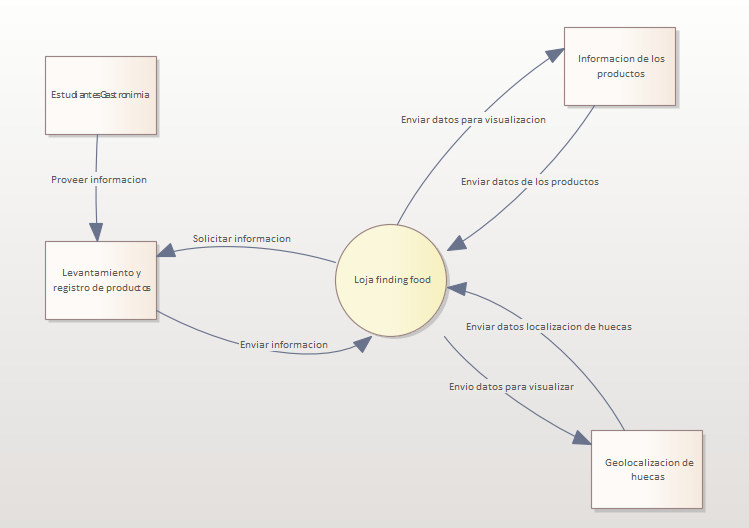 Informacion de los
productos
EstudiantesGastronimia
Enviar datos para visualizacion
Proveer informacion
Enviar datos de los productos
Solicitar informacion
Levantamiento y
registro de productos
Loja finding food
Enviar datos localizacion de huecas
Enviar informacion
Envio datos para visualizar
Geolocalizacion de
huecas